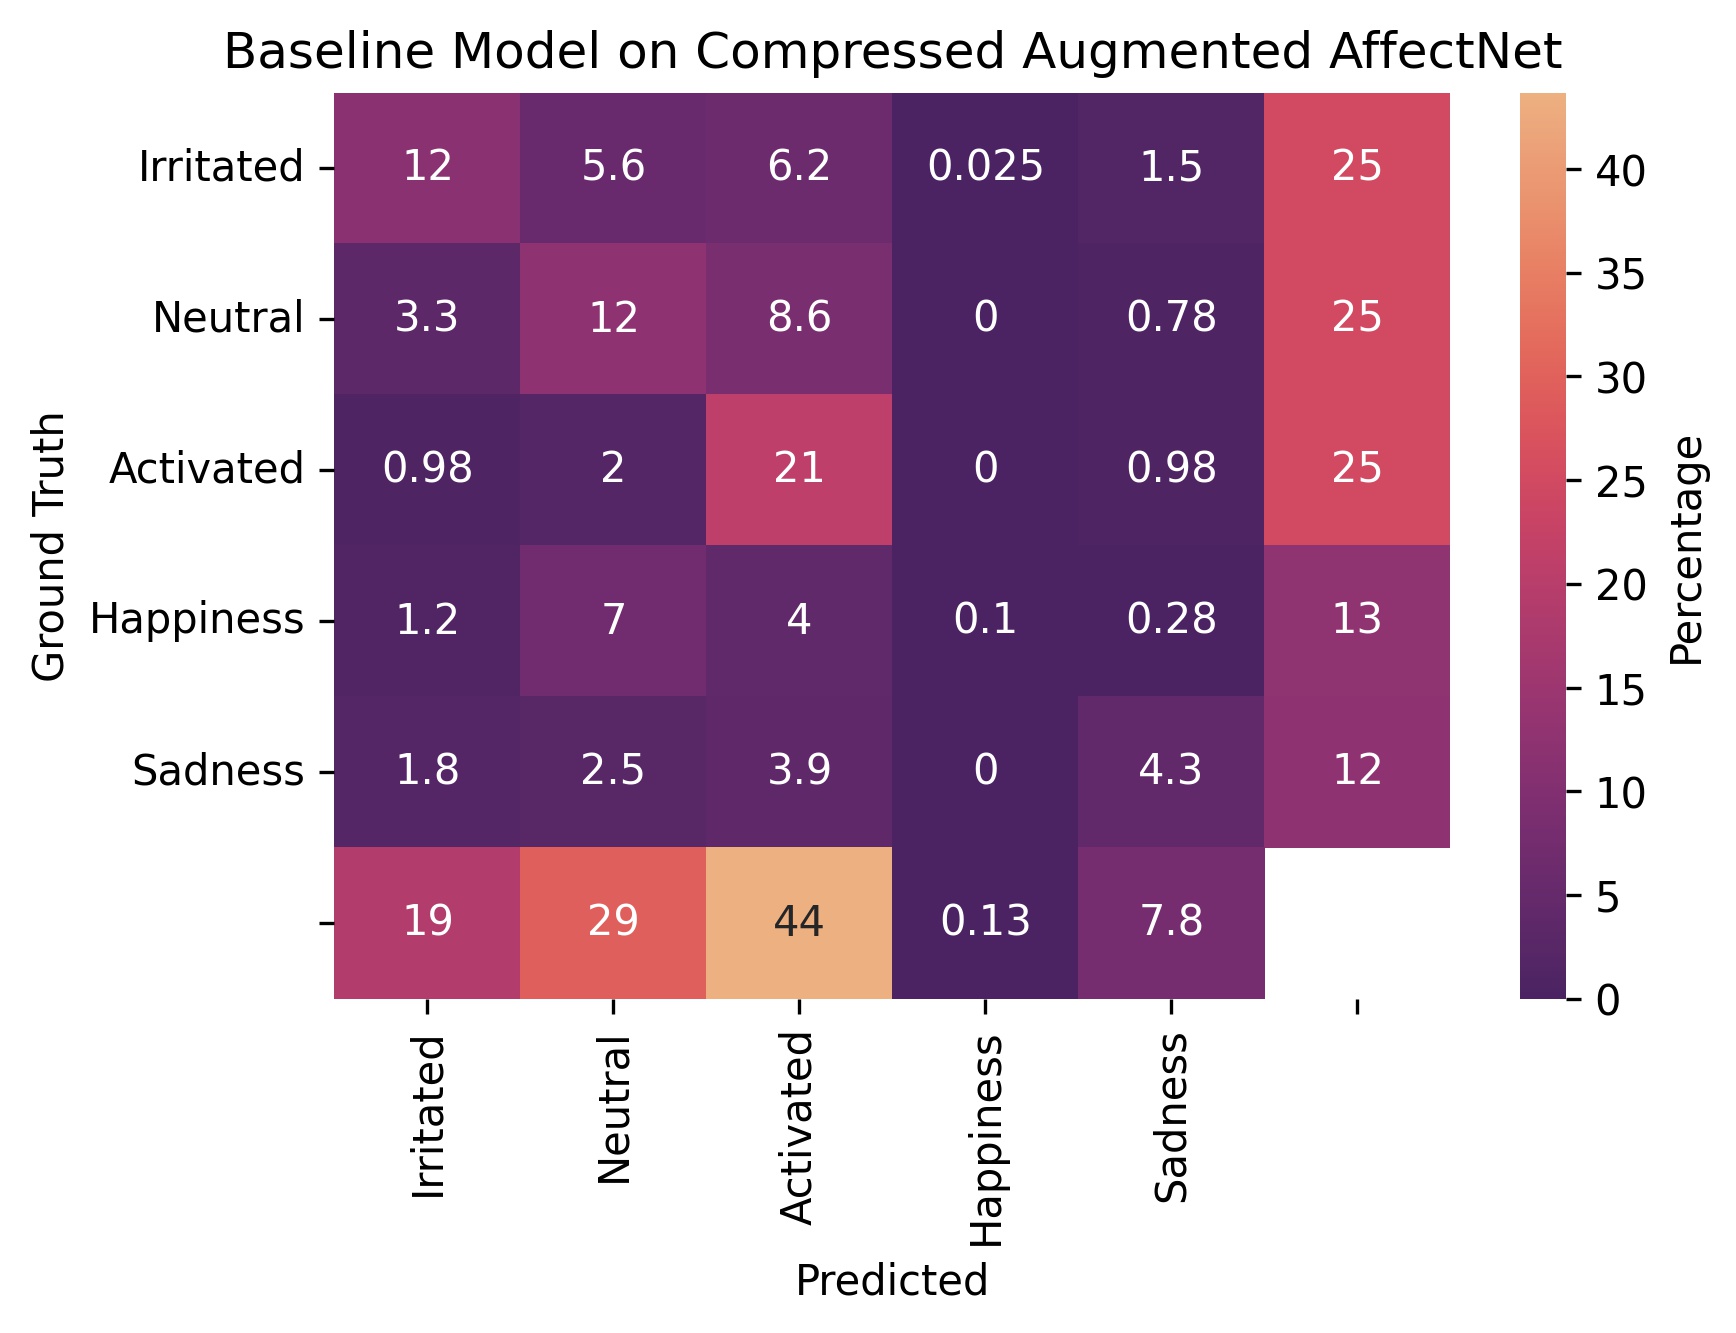 Baseline Model on Compressed Augmented AffectNet
Irritated 12 5.6 6.2 0.025 1.5 25
Neutral 3.3 12 8.6 0 0.78 25
Activated 0.98 2 21 0 0.98 25
Happiness 1.2 7 4 0.1 0.28 13
Sadness 1.8 2.5 3.9 0 4.3 12
19 29 44 0.13 7.8
Ground Truth
Irritated Neutral Activated Happiness Sadness
Predicted
40
35
30
25
20
15
10
5
0
Percentage